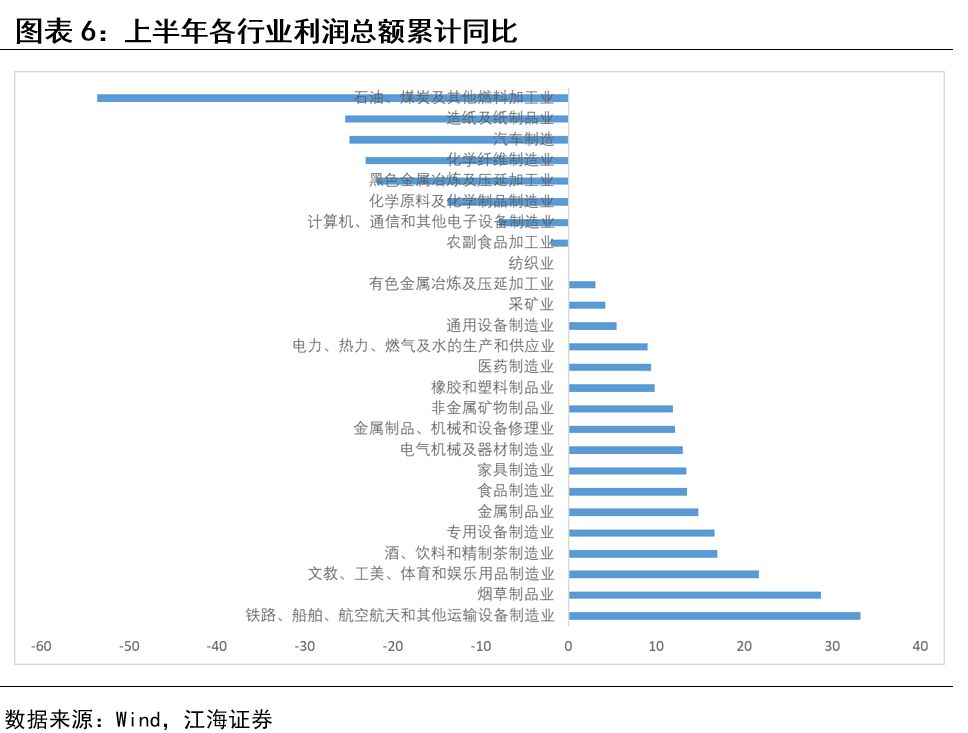 图表 6：上半年各行业利润总额累计同比
石油、煤炭及其他燃料加工业
造纸及纸制品业
汽车制造
化学纤维制造业
黑色金属冶炼及压延加工业
化学原料及化学制品制造业
计算机、通信和其他电子设备制造业
农副食品加工业
纺织业
有色金属冶炼及压延加工业
采矿业
通用设备制造业
电力、热力、燃气及水的生产和供应业
医药制造业
橡胶和塑料制品业
非金属矿物制品业
金属制品、机械和设备修理业
电气机械及器材制造业
家具制造业
食品制造业
金属制品业
专用设备制造业
酒、饮料和精制茶制造业
文教、工美、体育和娱乐用品制造业
烟草制品业
铁路、船舶、航空航天和其他运输设备制造业
-60 -50 -40 -30 -20 -10 0 10 20 30 40
数据来源：Wind，江海证券